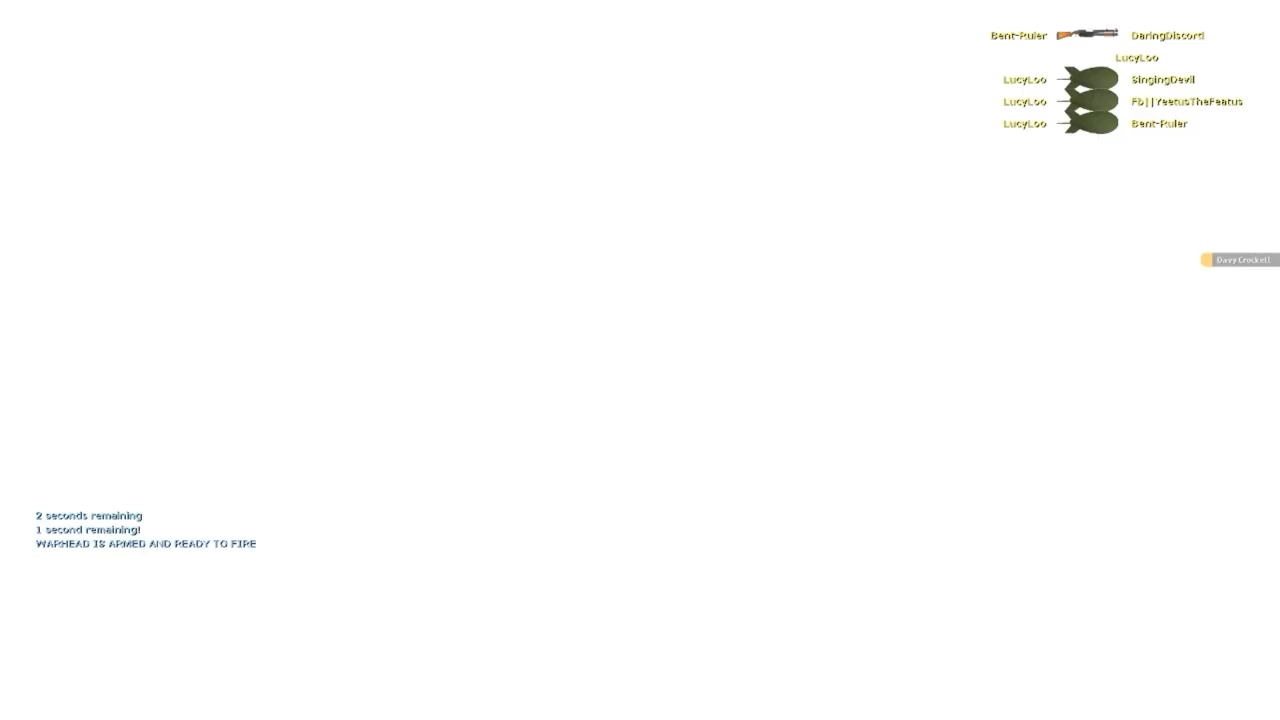 Bent-Ruler DaringDiscord
LucyLoo
LucyLoo SingingDevil
LucyLoo Fb||YeetusTheFeatus
LucyLoo Bent-Ruler
Davy Crockett
2 seconds remaining
1 second remaining!
WARHEAD IS ARMED AND READY TO FIRE